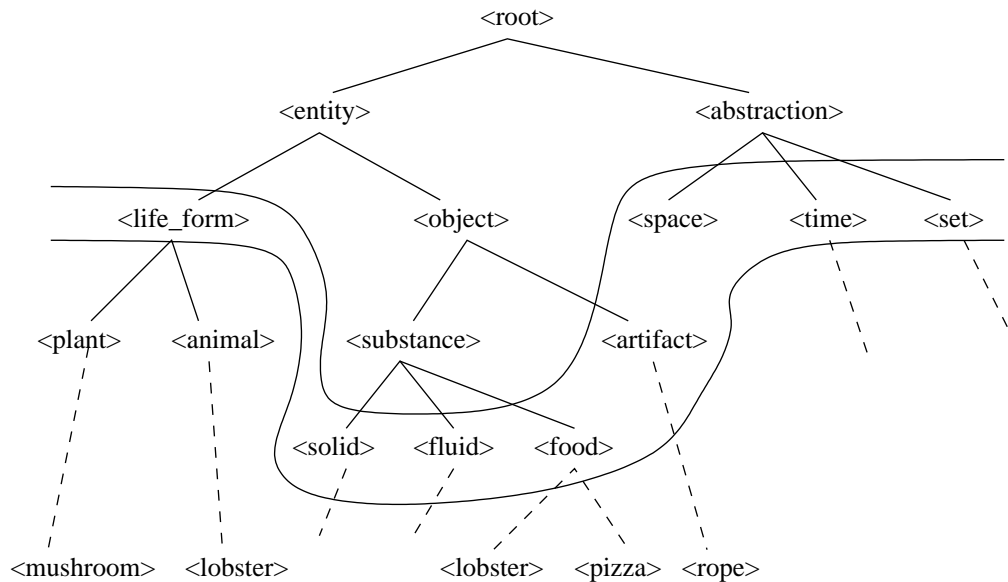 <root>
<entity> <abstraction>
<life_form> <object> <space> <time> <set>
<plant> <animal> <substance> <artifact>
<solid> <fluid> <food>
<mushroom> <lobster> <lobster> <pizza> <rope>